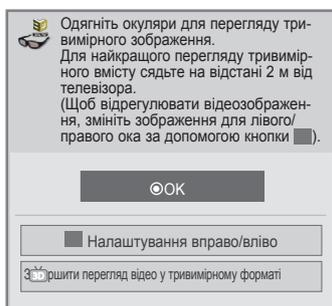 Одягніть окуляри для перегляду три-
вимірного зображення.
Для найкращого перегляду тривимір-
ного вмісту сядьте на відстані 2 м від
телевізора.
(Щоб відрегулювати відеозображен-
ня, змініть зображення для лівого/
правого ока за допомогою кнопки ).
OK
Налаштування вправо/вліво
3D ршити перегляд відео у тривимірному форматі